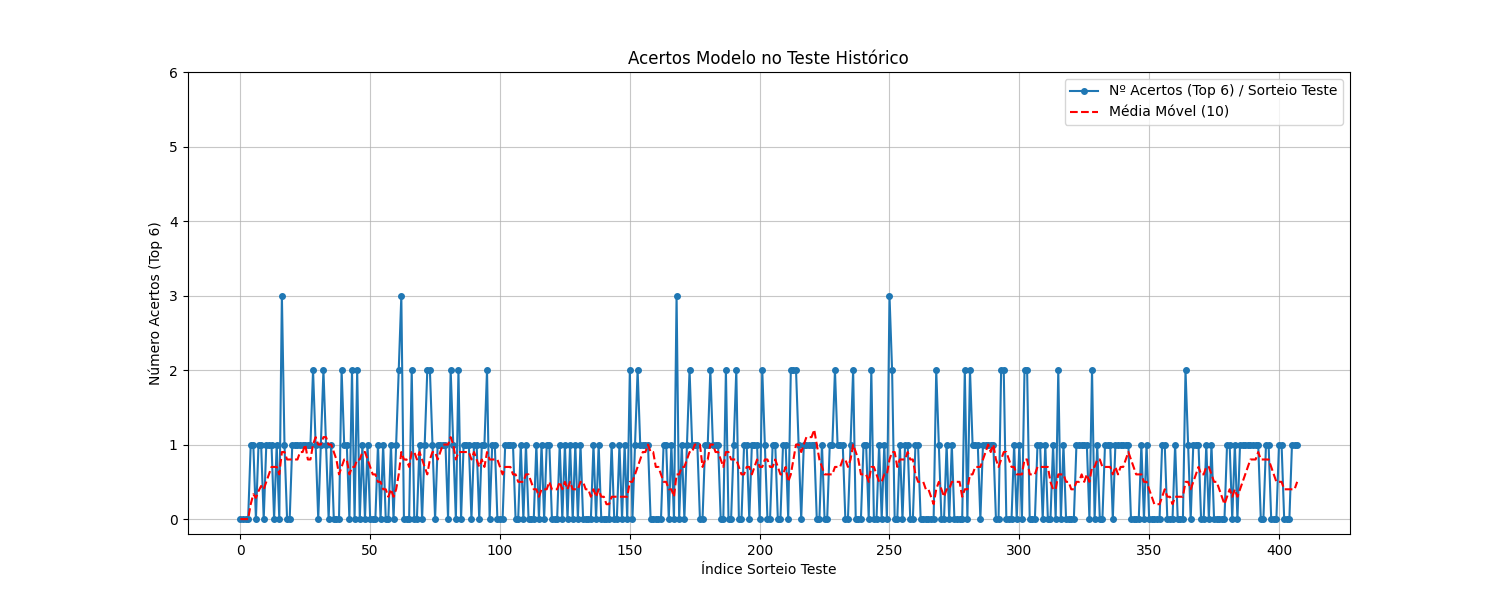 Acertos Modelo no Teste Histórico
Nº Acertos (Top 6) / Sorteio Teste
Média Móvel (10)
Número Acertos (Top 6)
6
5
4
3
2
1
0
0 50 100 150 200 250 300 350 400
Índice Sorteio Teste